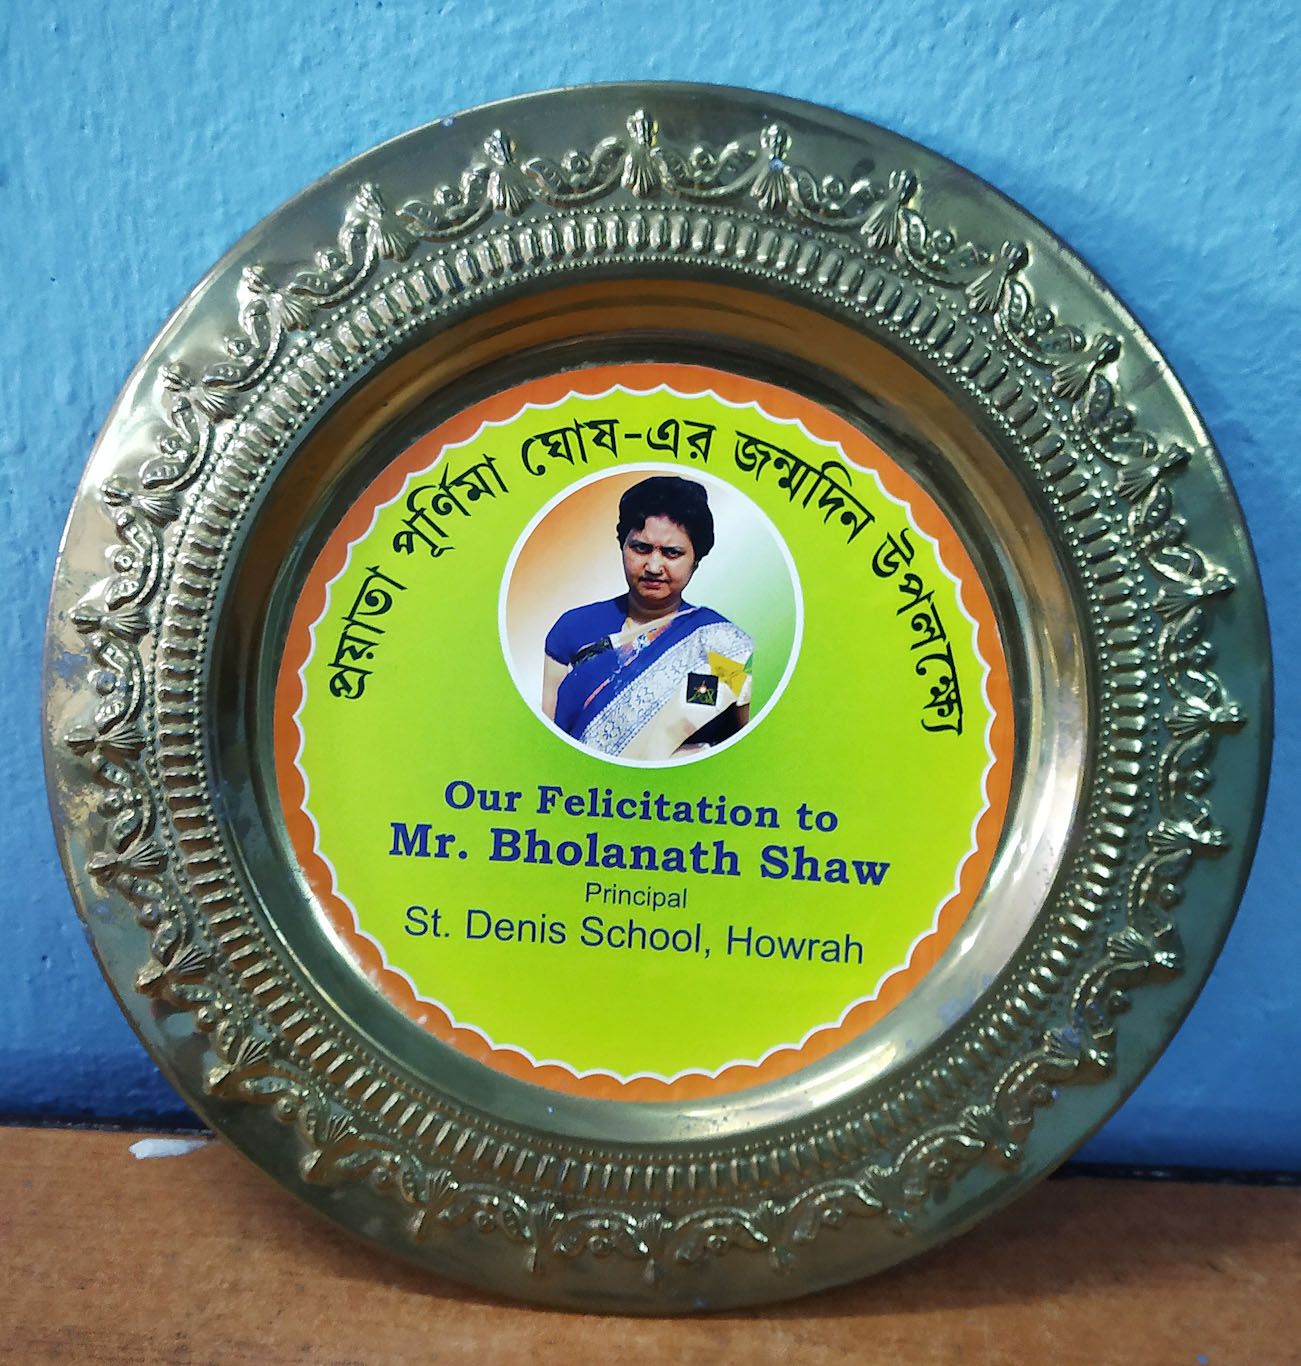 প্রয়াতা পূর্ণিমা ঘোষ-এর জন্মদিন উপলক্ষ্যে
Our Felicitation to
Mr. Bholanath Shaw
Principal
St. Denis School, Howrah